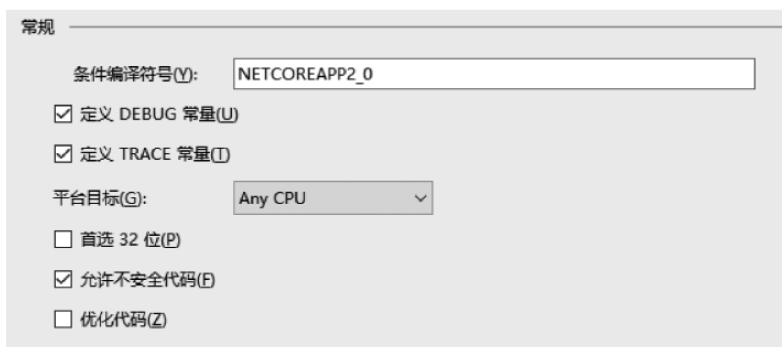 常规
条件编译符号(Y): NETCOREAPP2_0
定义 DEBUG 常量(U)
定义 TRACE 常量(T)
平台目标(G): Any CPU
首选 32 位(P)
允许不安全代码(F)
优化代码(Z)